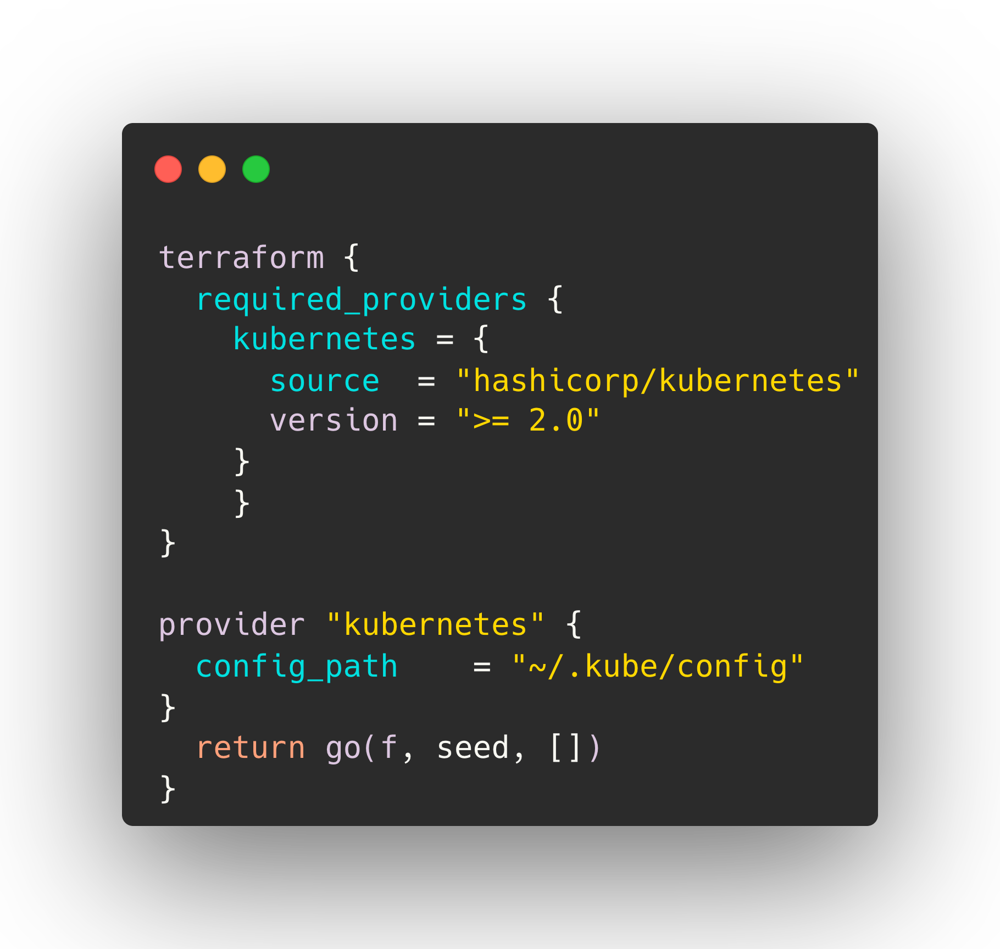 terraform {
  required_providers {
    kubernetes = {
      source  = "hashicorp/kubernetes"
      version = ">= 2.0"
    }
    }
}

provider "kubernetes" {
  config_path    = "~/.kube/config"
}
  return go(f, seed, [])
}